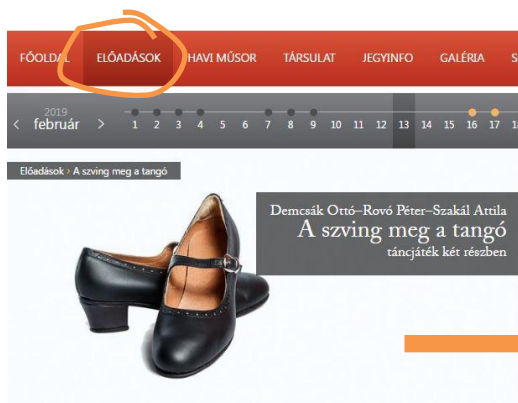 FŐOLDAL ELŐADÁSOK HAVI MŰSOR TÁRSULAT JEGYINFO GALÉRIA
2019
< február > 1 2 3 4 5 6 7 8 9 10 11 12 13 14 15 16 17
Előadások > A szving meg a tangó
Demcsák Ottó–Rovó Péter–Szakál Attila
A szving meg a tangó
táncjáték két részben